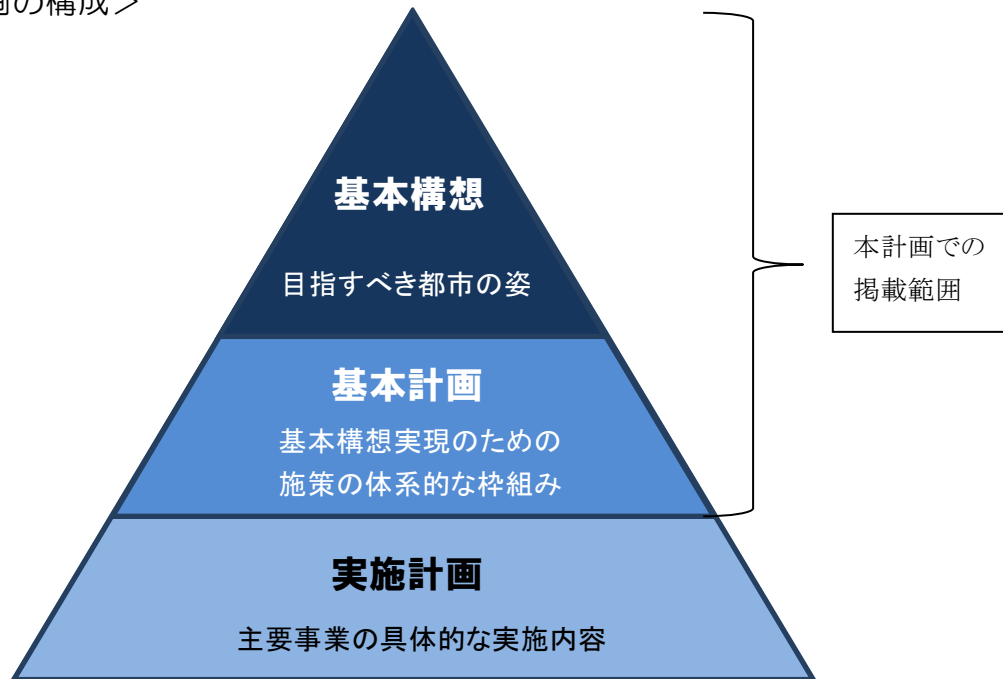 画の構成＞
基本構想
目指すべき都市の姿
本計画での
掲載範囲
基本計画
基本構想実現のための
施策の体系的な枠組み
実施計画
主要事業の具体的な実施内容